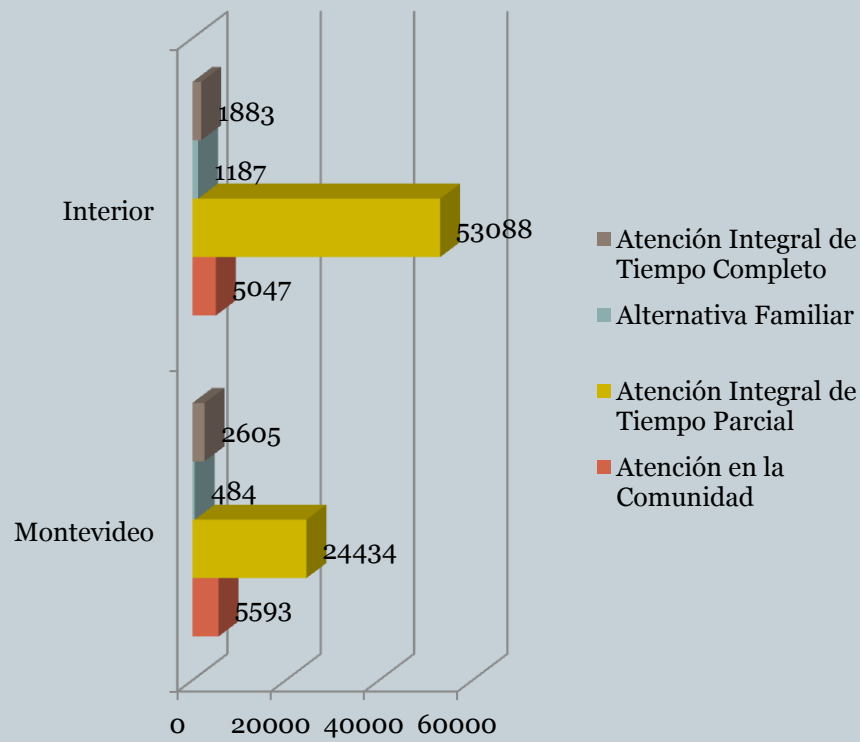 Interior
1883
1187
53088
5047
Montevideo
2605
484
24434
5593
0 20000 40000 60000
Atención Integral de
Tiempo Completo
Alternativa Familiar
Atención Integral de
Tiempo Parcial
Atención en la
Comunidad